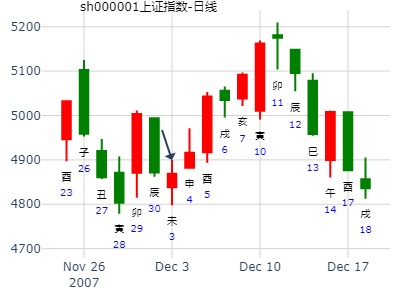 sh000001上证指数-日线
5200
5100
5000
4900
4800
4700
酉
23
子
26
丑
27
寅
28
卯
29
辰
30
未
3
申
4
酉
5
戌
6
亥
7
寅
10
卯
11
辰
12
巳
13
午
14
酉
17
戌
18
Nov 26
2007
Dec 3
Dec 10
Dec 17